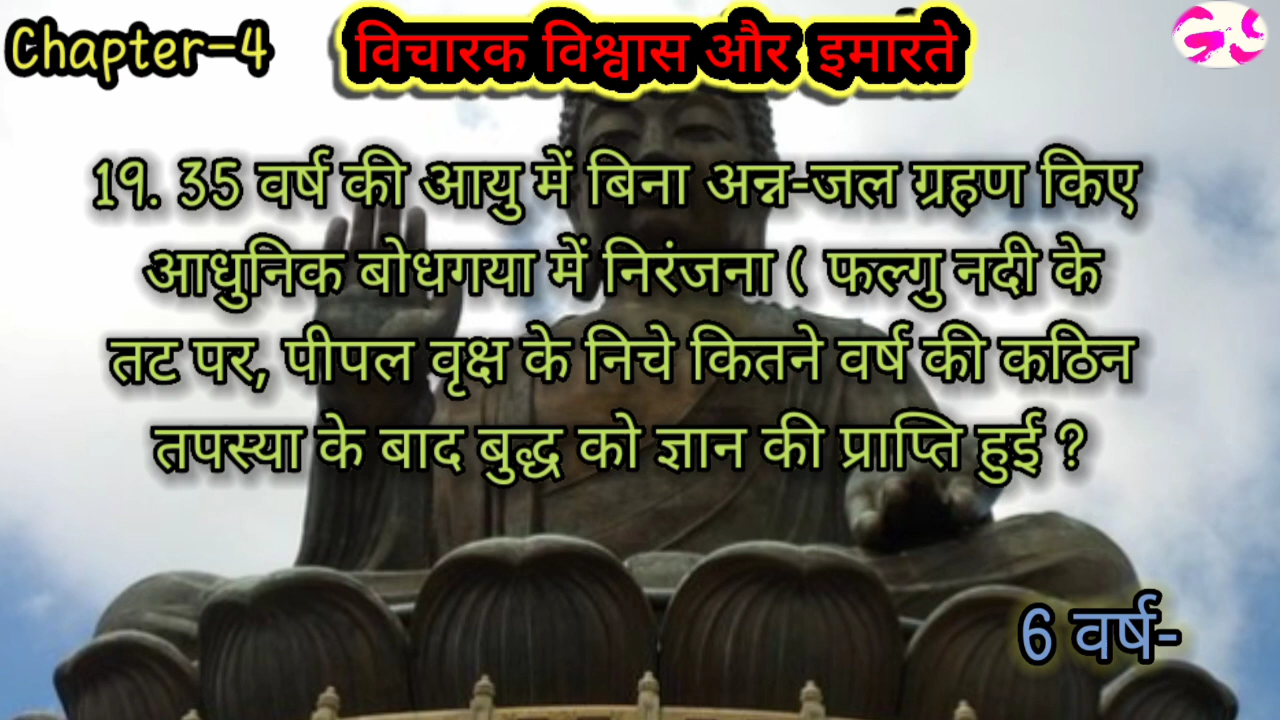 Chapter-4
विचारक विश्वास और इमारते
GS
19. 35 वर्ष की आयु में बिना अन्न-जल ग्रहण किए
आधुनिक बोधगया में निरंजना ( फल्गु नदी के
तट पर, पीपल वृक्ष के निचे कितने वर्ष की कठिन
तपस्या के बाद बुद्ध को ज्ञान की प्राप्ति हुई ?
6 वर्ष-